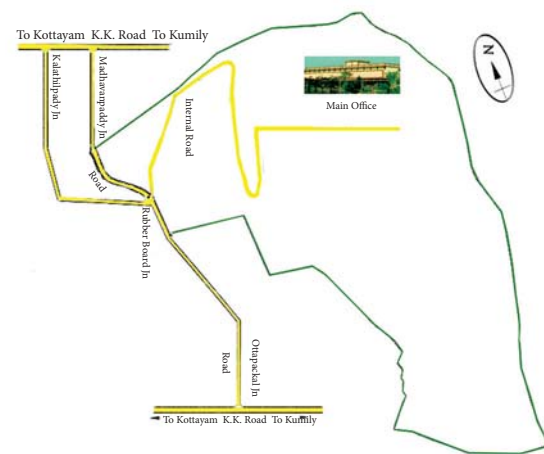 To Kottayam K.K. Road To Kumily
Kalathilpady Jn
Madhavanpaddy Jn
Road
Internal Road
Main Office
N
Rubber Board Jn
Road
Ottapackal Jn
To Kottayam K.K. Road To Kumily